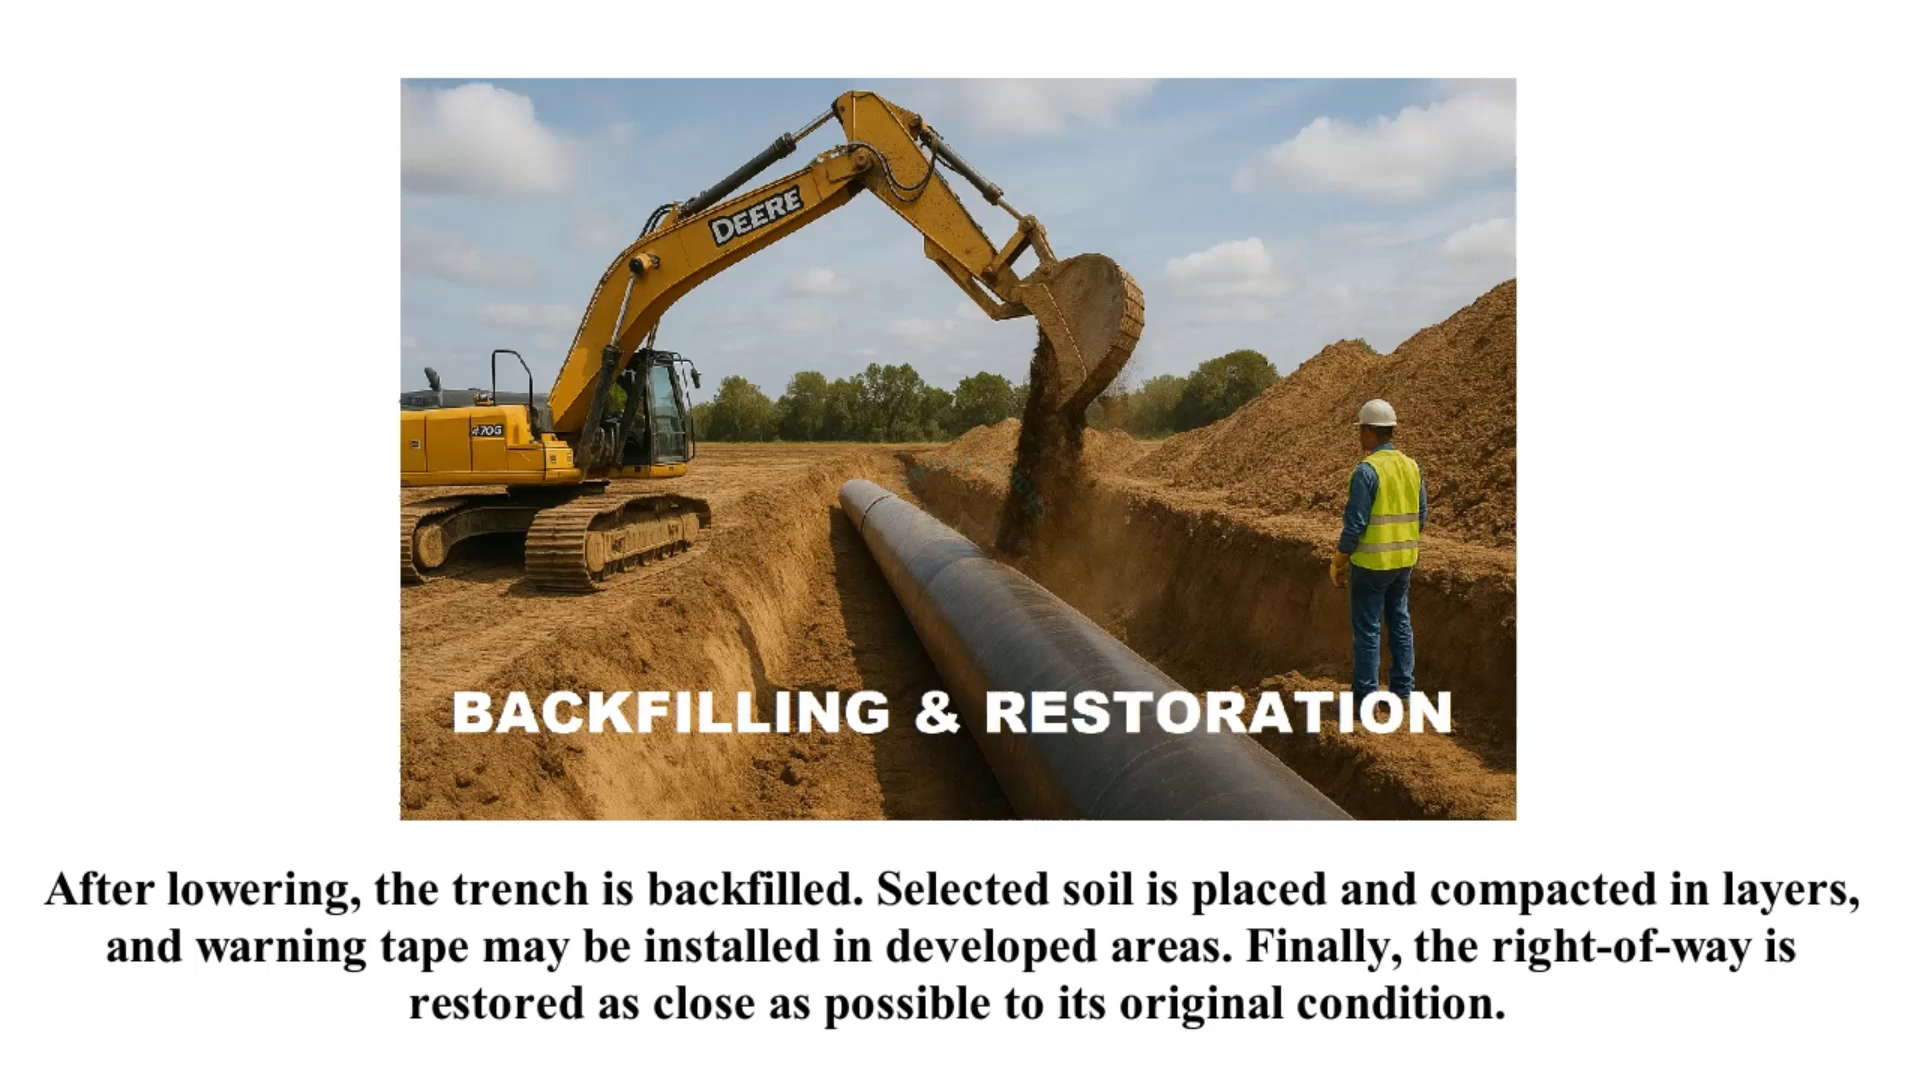 DEERE
470G
BACKFILLING & RESTORATION
After lowering, the trench is backfilled. Selected soil is placed and compacted in layers,
and warning tape may be installed in developed areas. Finally, the right-of-way is
restored as close as possible to its original condition.